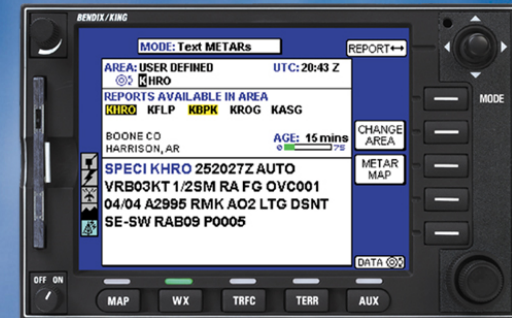 BENDIX/KING
MODE: Text METARs
REPORT↔
AREA: USER DEFINED UTC: 20:43 Z
KHRO
REPORTS AVAILABLE IN AREA
KHRO KFLP KBPK KROG KASG
BOONE CO
HARRISON, AR
AGE: 15 mins
0 75
SPECI KHRO 252027Z AUTO
VRB03KT 1/2SM RA FG OVC001
04/04 A2995 RMK AO2 LTG DSNT
SE-SW RAB09 P0005
MODE
CHANGE
AREA
METAR
MAP
DATA
OFF ON
MAP WX TRFC TERR AUX